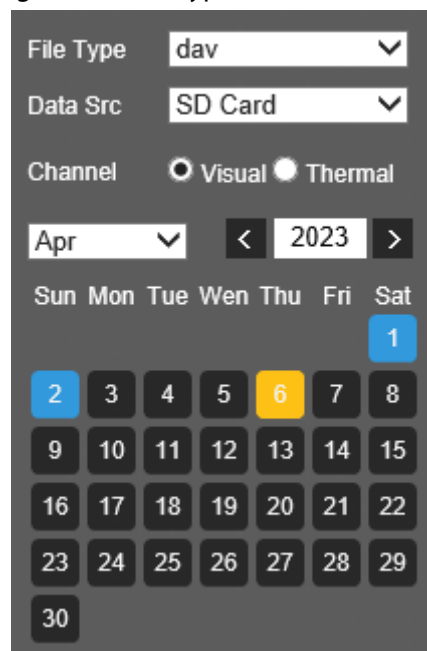 File Type dav
Data Src SD Card
Channel Visual Thermal
Apr < 2023 >
Sun Mon Tue Wen Thu Fri Sat
1
2 3 4 5 6 7 8
9 10 11 12 13 14 15
16 17 18 19 20 21 22
23 24 25 26 27 28 29
30